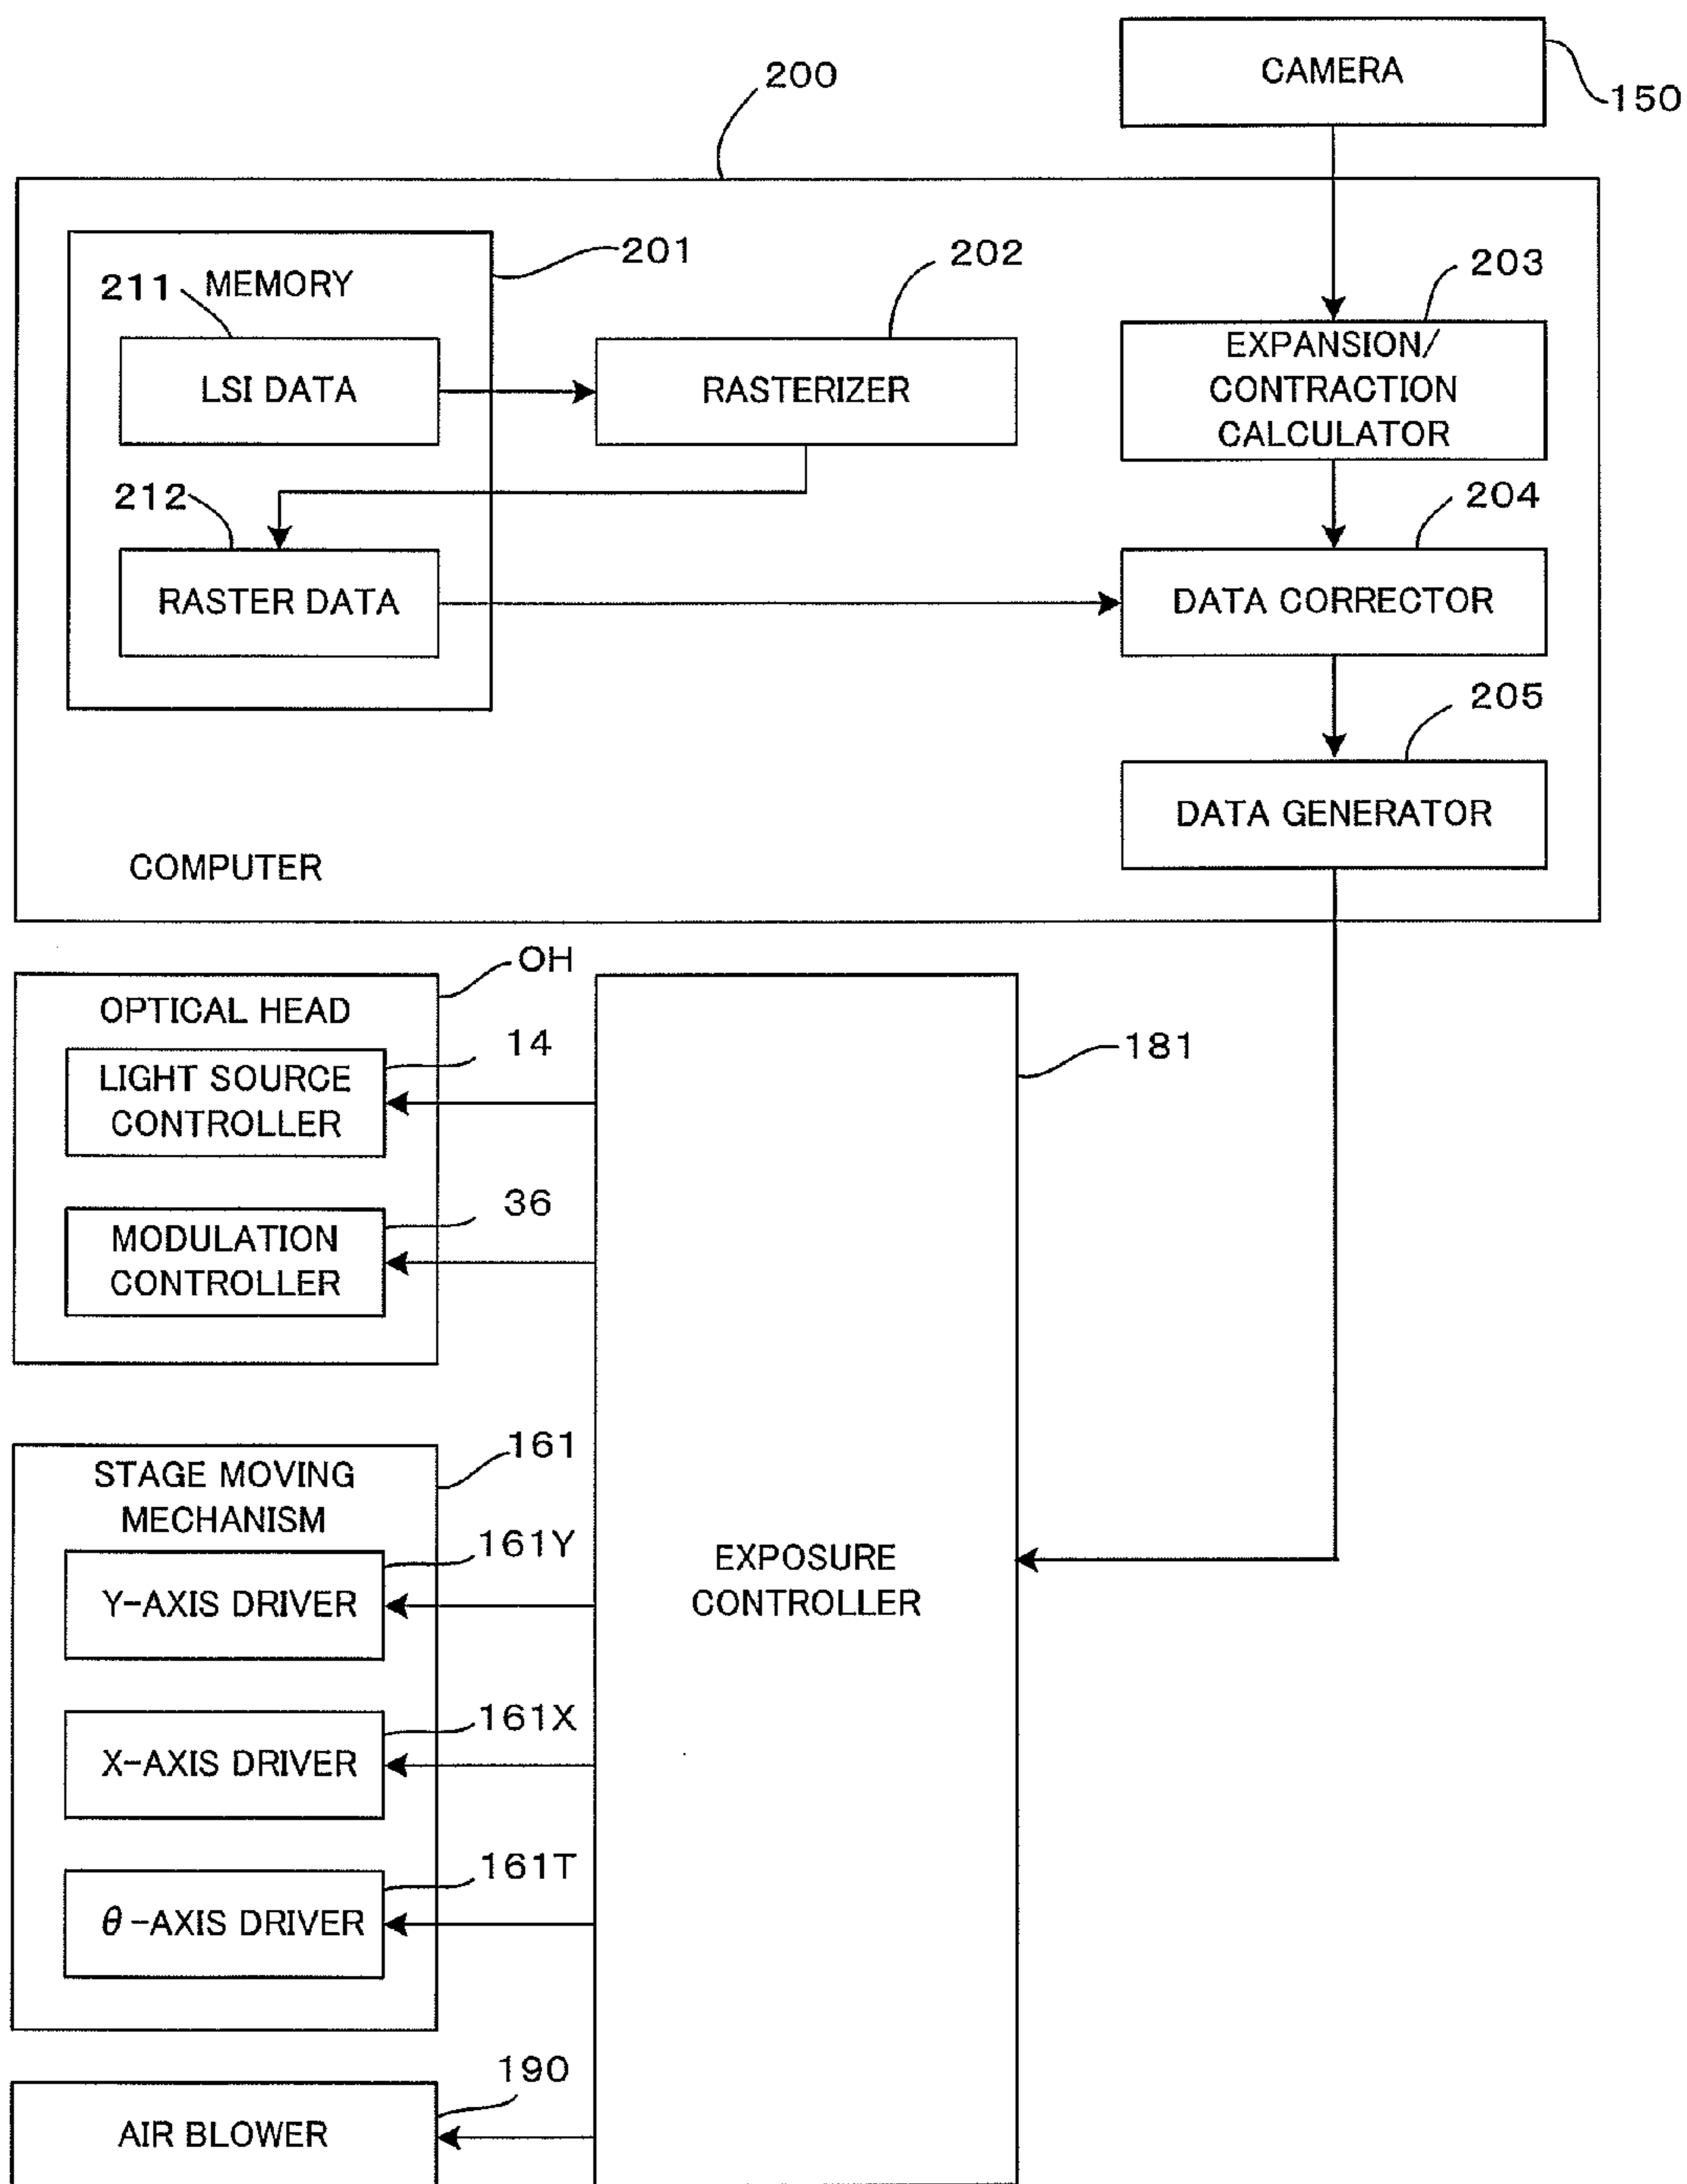 CAMERA
150
200
201
202
203
211
MEMORY
LSI DATA
RASTERIZER
EXPANSION/
CONTRACTION
CALCULATOR
212
204
RASTER DATA
DATA CORRECTOR
205
DATA GENERATOR
COMPUTER
OH
OPTICAL HEAD
14
LIGHT SOURCE
CONTROLLER
181
36
MODULATION
CONTROLLER
161
STAGE MOVING
MECHANISM
161Y
Y-AXIS DRIVER
EXPOSURE
CONTROLLER
161X
X-AXIS DRIVER
161T
θ-AXIS DRIVER
190
AIR BLOWER